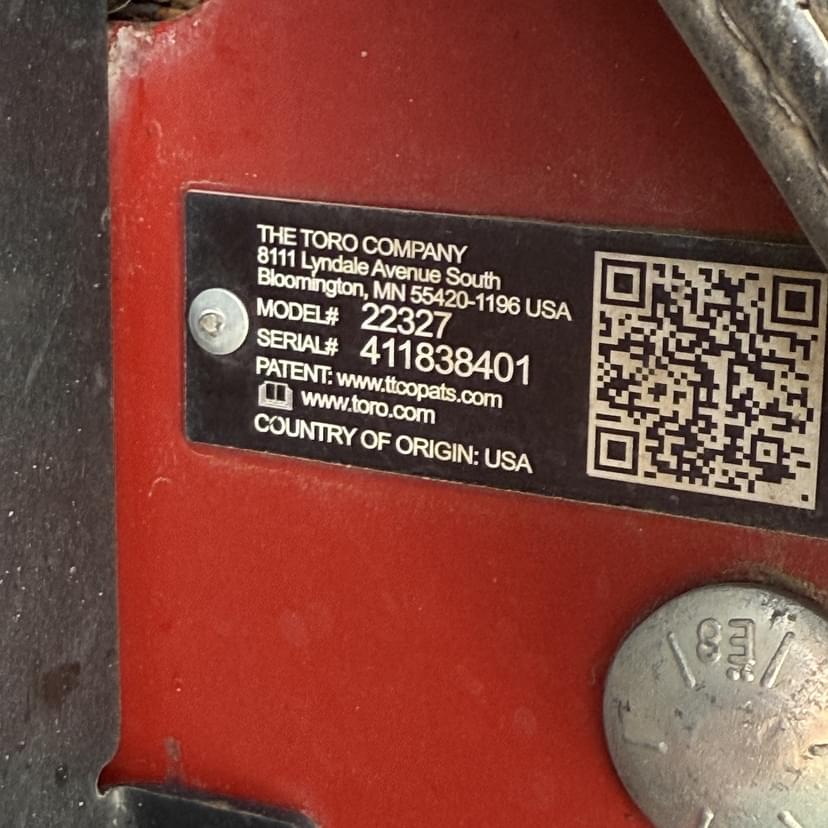 THE TORO COMPANY
8111 Lyndale Avenue South
Bloomington, MN 55420-1196 USA
MODEL# 22327
SERIAL# 411838401
PATENT: www.ttcopats.com
www.toro.com
COUNTRY OF ORIGIN: USA
E8